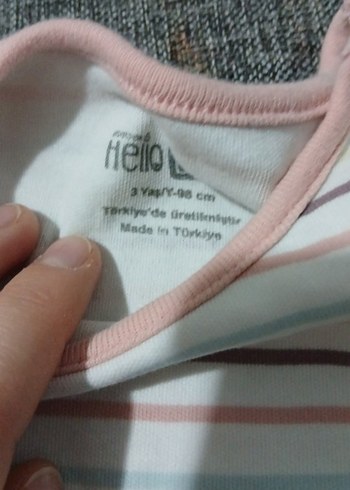 Hello
3 Yaş/Y-98 cm
Türkiye'de üretilmiştir
Made in Türkiye